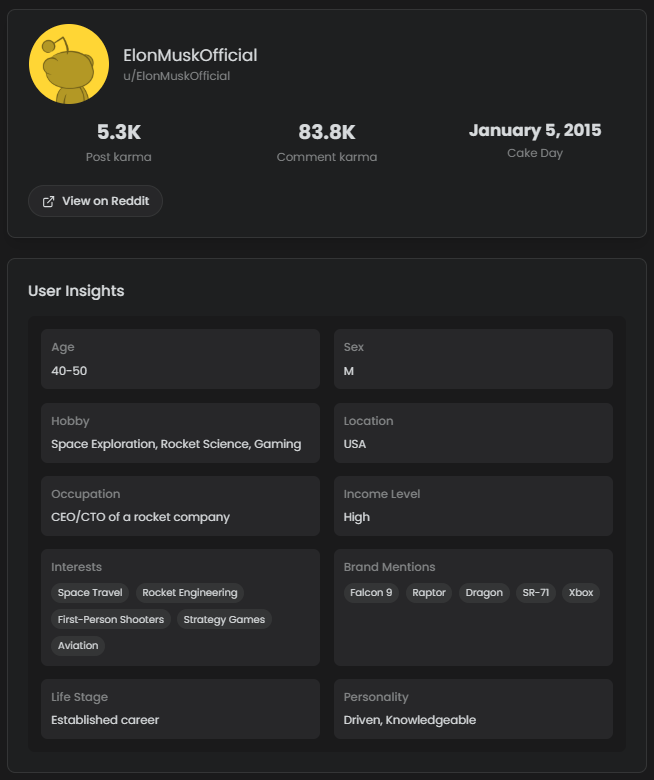 ElonMuskOfficial
u/ElonMuskOfficial
5.3K
Post karma
83.8K
Comment karma
January 5, 2015
Cake Day
View on Reddit
User Insights
Age
40-50
Sex
M
Hobby
Space Exploration, Rocket Science, Gaming
Location
USA
Occupation
CEO/CTO of a rocket company
Income Level
High
Interests
Space Travel Rocket Engineering
First-Person Shooters Strategy Games
Aviation
Brand Mentions
Falcon 9 Raptor Dragon SR-71 Xbox
Life Stage
Established career
Personality
Driven, Knowledgeable